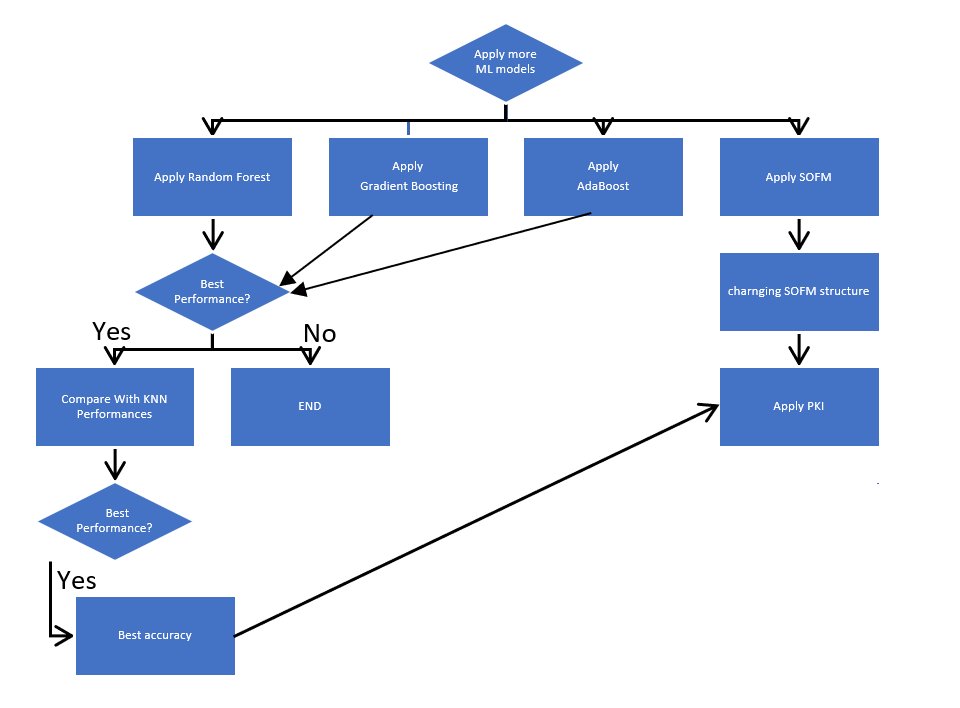 Apply more
ML models
Apply Random Forest
Apply
Gradient Boosting
Apply
AdaBoost
Apply SOFM
Best
Performance?
charnging SOFM structure
Yes
No
Compare With KNN
Performances
END
Apply PKI
Best
Performance?
Yes
Best accuracy